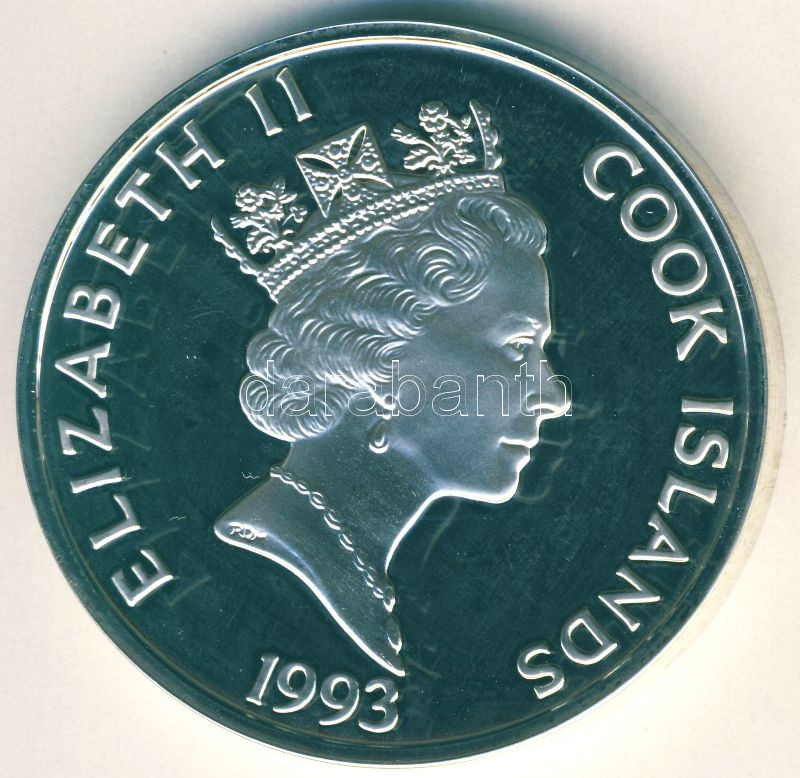 ELIZABETH II
COOK ISLANDS
darabanth
RDM
1993